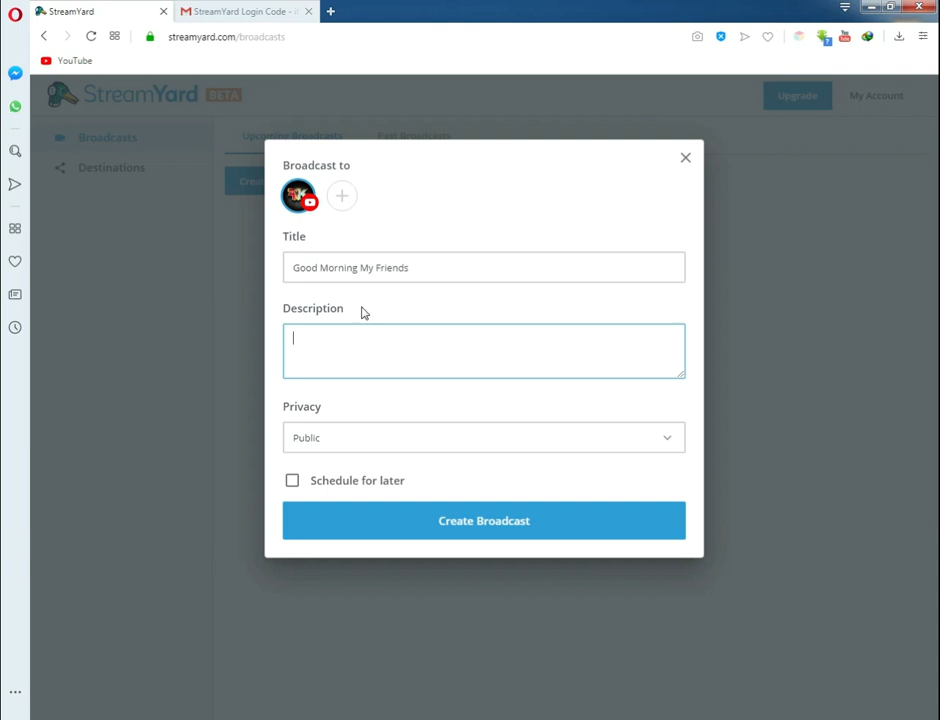 StreamYard
StreamYard Login Code -
streamyard.com/broadcasts
YouTube
StreamYard BETA
Upgrade
My Account
Broadcasts
Upcoming Broadcasts
Past Broadcasts
Destinations
Crea
Broadcast to
Title
Good Morning My Friends
Description
Privacy
Public
Schedule for later
Create Broadcast